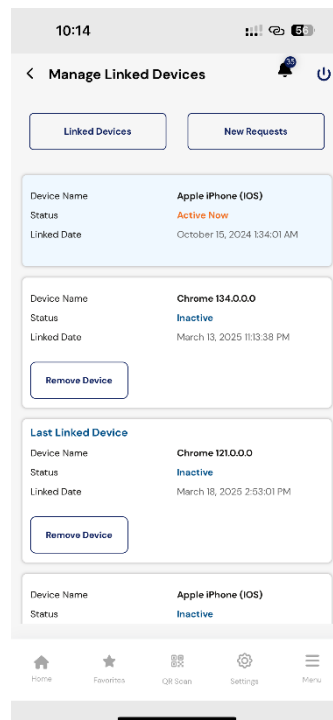 10:14
56
Manage Linked Devices
35
Linked Devices
New Requests
Device Name Apple iPhone (IOS)
Status Active Now
Linked Date October 15, 2024 1:34:01 AM
Device Name Chrome 134.0.0.0
Status Inactive
Linked Date March 13, 2025 11:13:38 PM
Remove Device
Last Linked Device
Device Name Chrome 121.0.0.0
Status Inactive
Linked Date March 18, 2025 2:53:01 PM
Remove Device
Device Name Apple iPhone (IOS)
Status Inactive
Home Favorites QR Scan Settings Menu